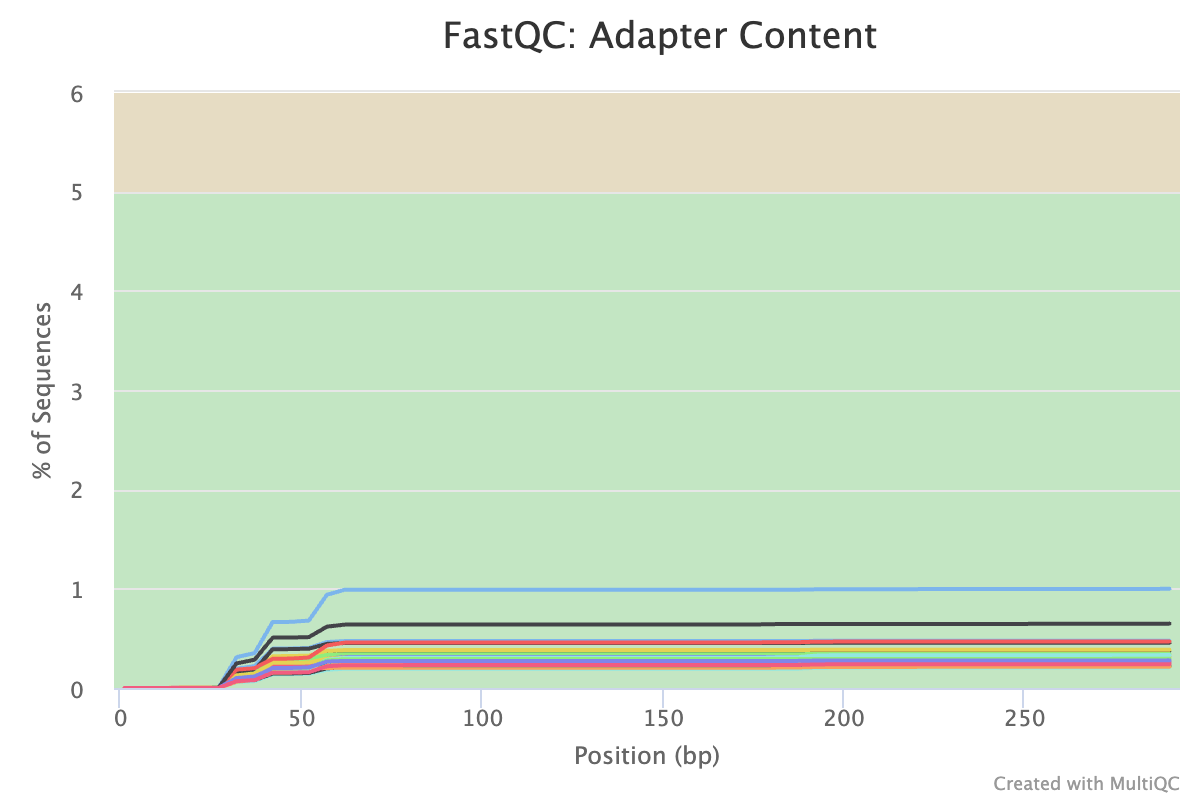 FastQC: Adapter Content
6
5
4
3
2
1
0
% of Sequences
0 50 100 150 200 250
Position (bp)
Created with MultiQC